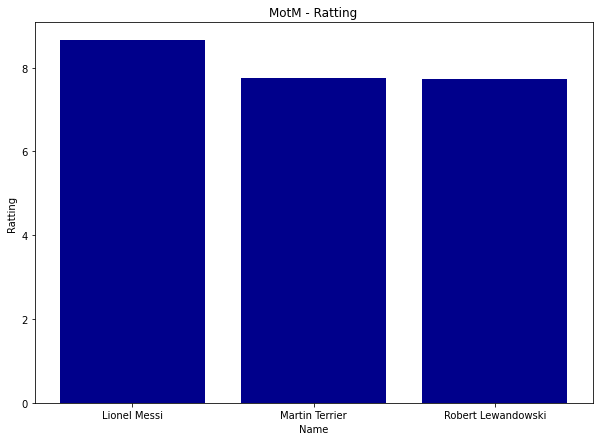 MotM - Ratting
8
6
4
2
0
Ratting
Lionel Messi
Martin Terrier
Robert Lewandowski
Name